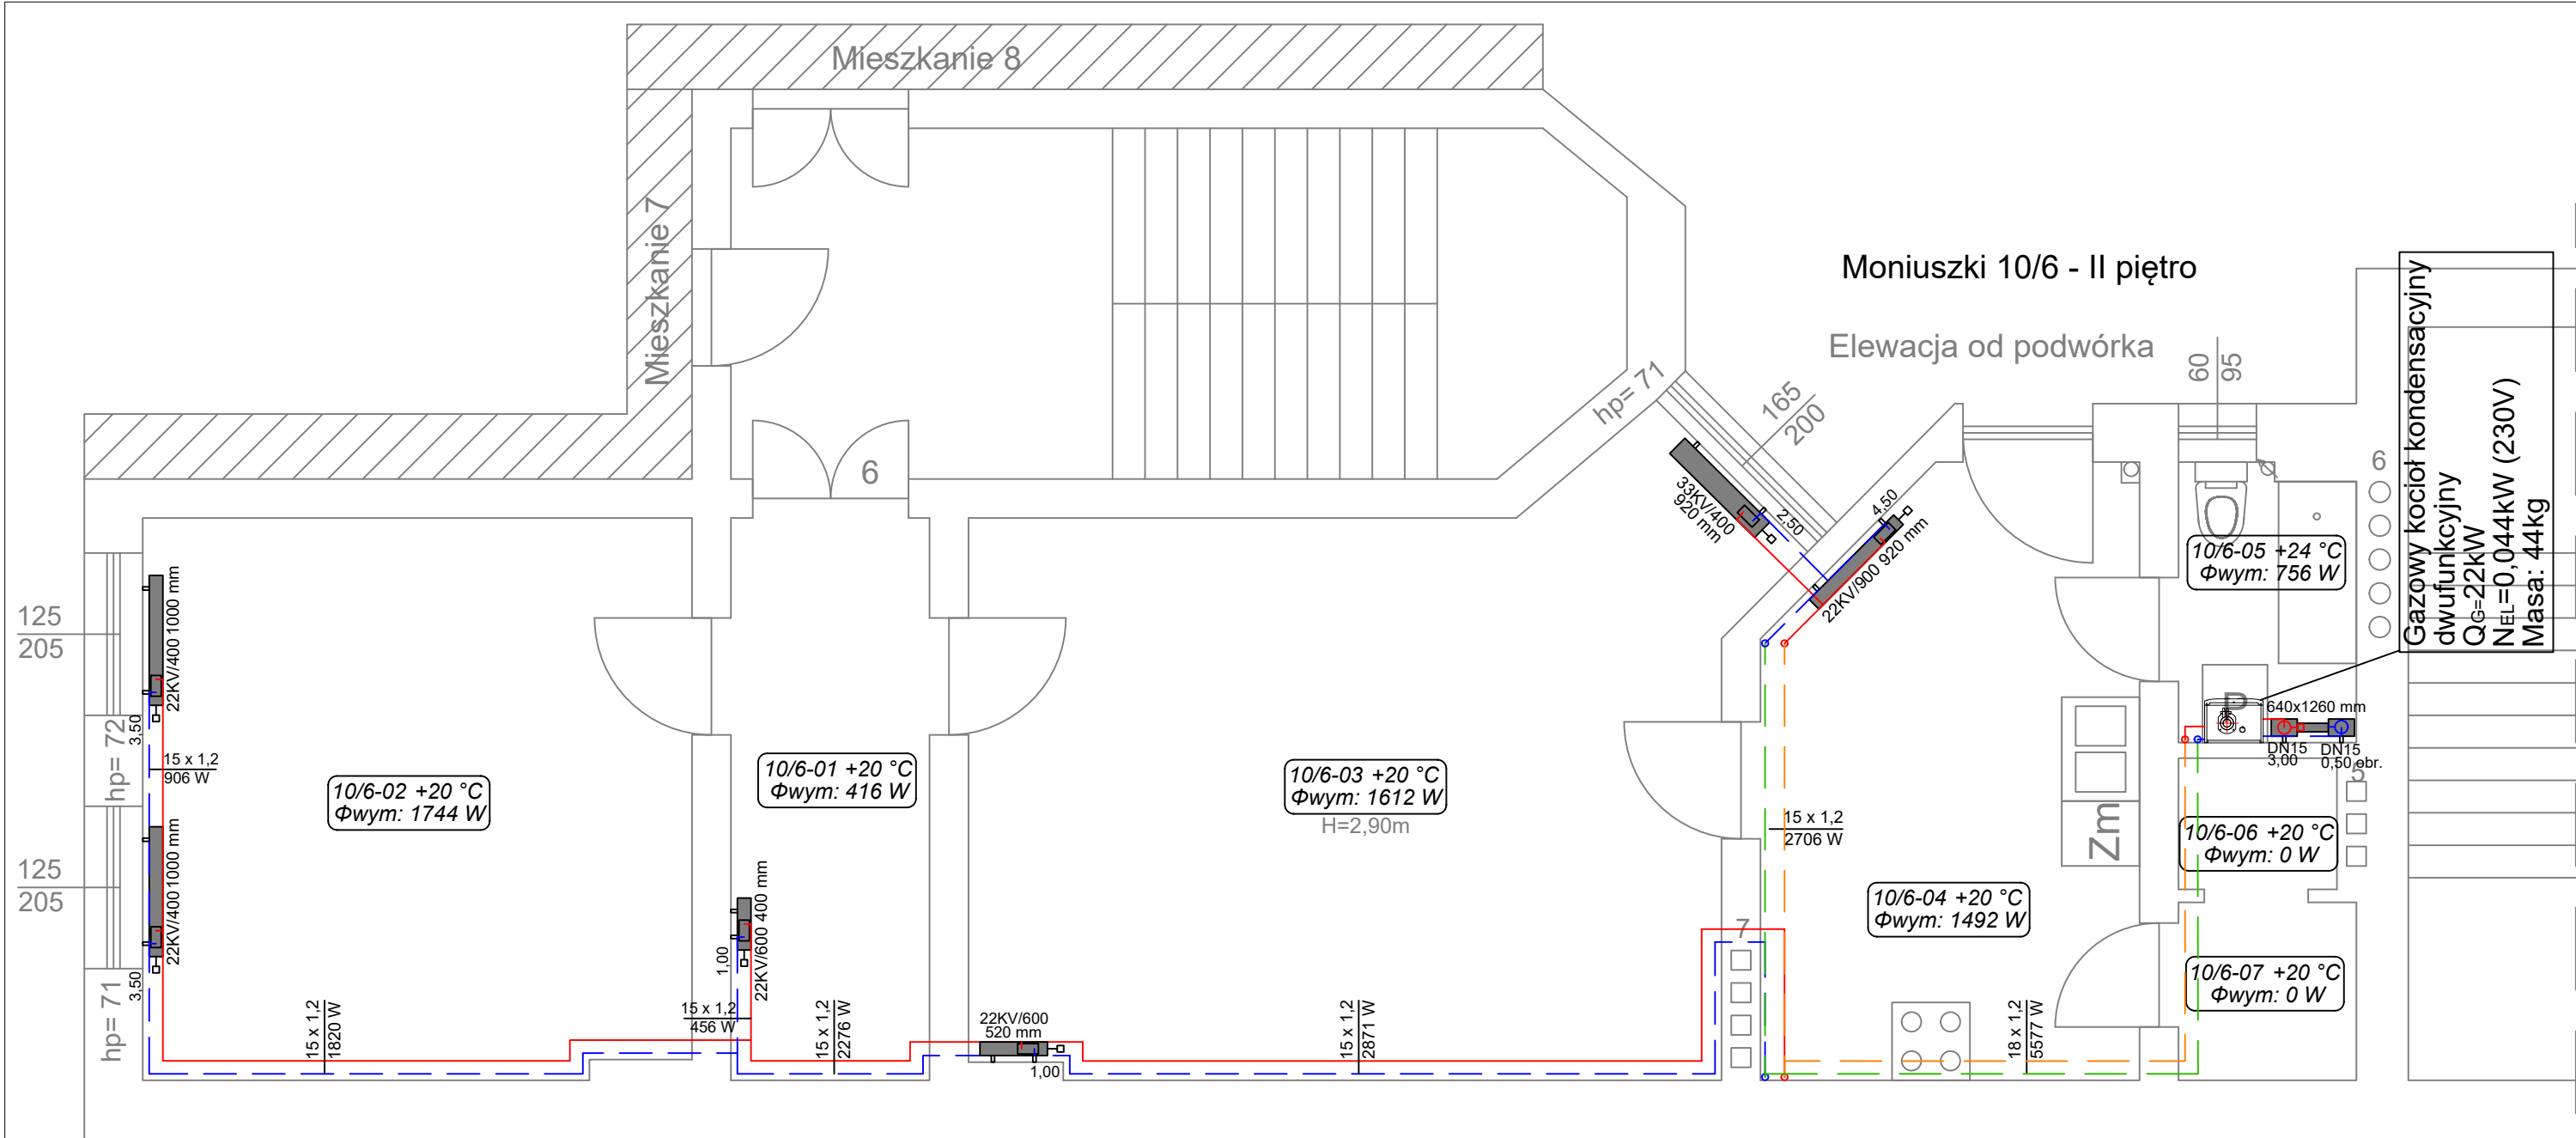 Mieszkanie 8
Mieszkanie 7
6
Moniuszki 10/6 - II piętro
Elewacja od podwórka
hp= 71
165
200
60
95
6
Gazowy kocioł kondensacyjny
dwufunkcyjny
QG=22kW
NEL=0,044kW (230V)
Masa: 44kg
33KV/400
920 mm
2,50
4,50
22KV/900 920 mm
10/6-05 +24 °C
Φwym: 756 W
125
205
22KV/400 1000 mm
3,50
hp= 72
15 x 1,2
906 W
125
205
22KV/400 1000 mm
3,50
hp= 71
10/6-02 +20 °C
Φwym: 1744 W
10/6-01 +20 °C
Φwym: 416 W
10/6-03 +20 °C
Φwym: 1612 W
H=2,90m
15 x 1,2
2706 W
Zm
D
640x1260 mm
DN15
3,00
DN15
0,50 obr.
5
10/6-06 +20 °C
Φwym: 0 W
10/6-04 +20 °C
Φwym: 1492 W
10/6-07 +20 °C
Φwym: 0 W
7
22KV/600 400 mm
1,00
15 x 1,2
456 W
15 x 1,2
1820 W
15 x 1,2
2276 W
22KV/600
520 mm
1,00
15 x 1,2
2871 W
18 x 1,2
5577 W